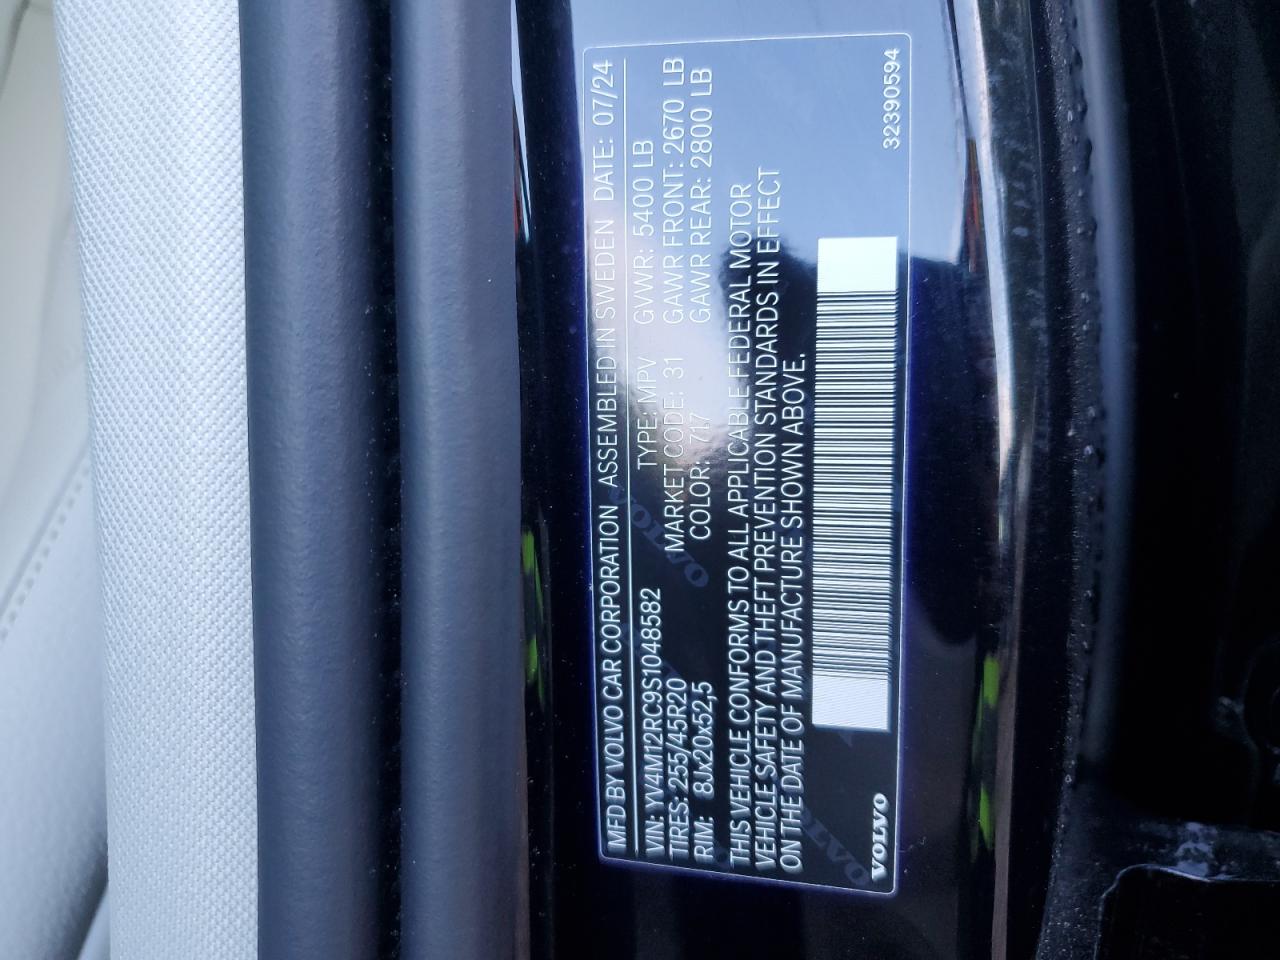 MFD BY VOLVO CAR CORPORATION ASSEMBLED IN SWEDEN DATE: 07/24
VIN: YV4M12RC9S1048582 TYPE: MPV GVWR: 5400 LB
TIRES: 255/45R20 MARKET CODE: 31 GAWR FRONT: 2670 LB
RIM: 8Jx20x52,5 COLOR: 717 GAWR REAR: 2800 LB
THIS VEHICLE CONFORMS TO ALL APPLICABLE FEDERAL MOTOR
VEHICLE SAFETY AND THEFT PREVENTION STANDARDS IN EFFECT
ON THE DATE OF MANUFACTURE SHOWN ABOVE.
VOLVO 32390594
VOLVO
VOLVO